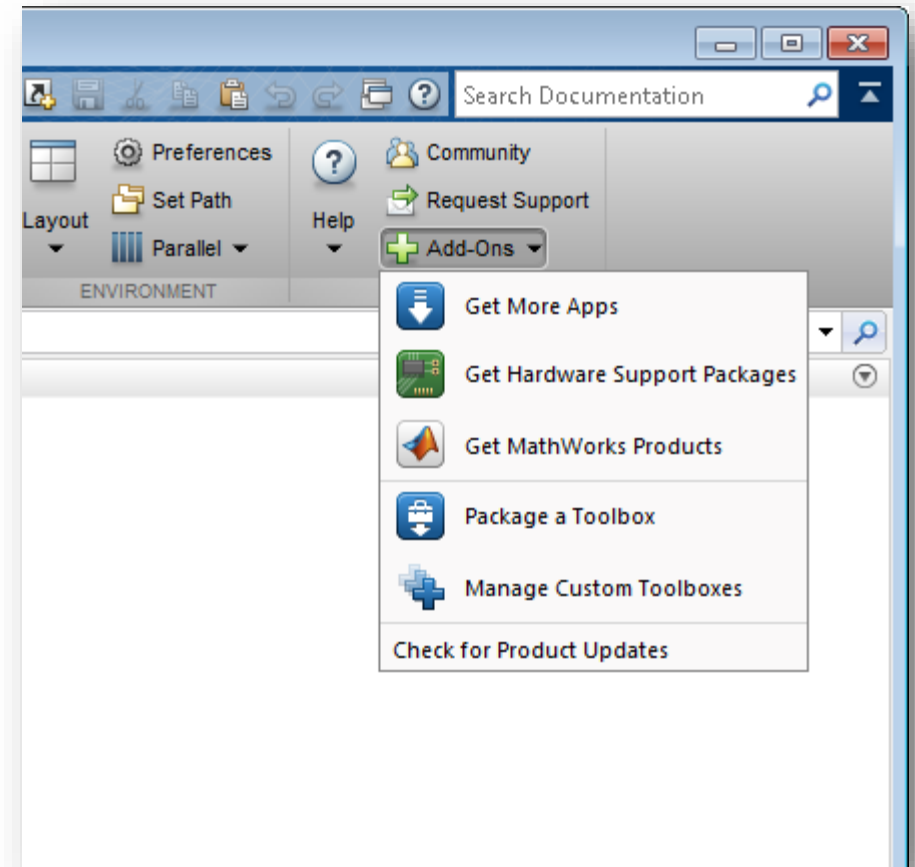 Search Documentation
Layout
Preferences
Set Path
Parallel
Help
Community
Request Support
Add-Ons
ENVIRONMENT
Get More Apps
Get Hardware Support Packages
Get MathWorks Products
Package a Toolbox
Manage Custom Toolboxes
Check for Product Updates